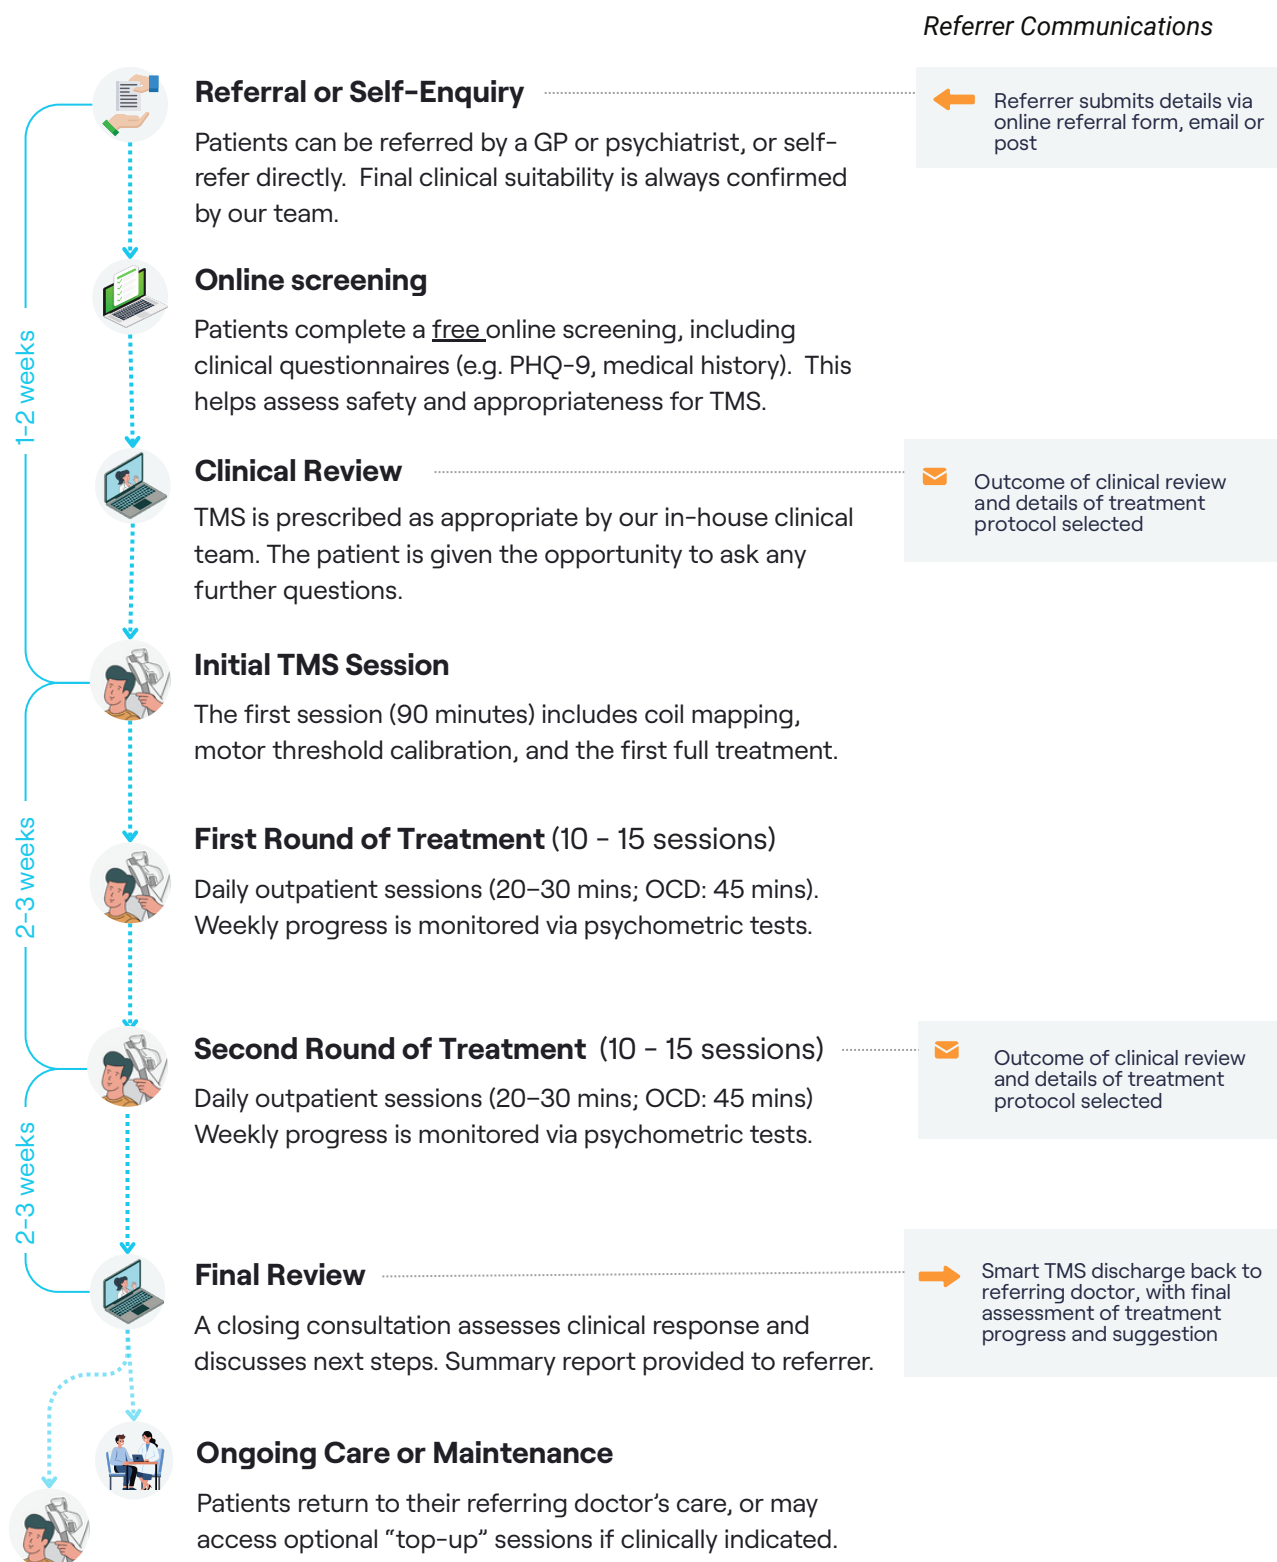 Referrer Communications
Referral or Self-Enquiry
Patients can be referred by a GP or psychiatrist, or self-
refer directly.  Final clinical suitability is always confirmed
by our team.
Referrer submits details via
online referral form, email or
post
Online screening
Patients complete a free online screening, including
clinical questionnaires (e.g. PHQ-9, medical history).  This
helps assess safety and appropriateness for TMS.
1-2 weeks
Clinical Review
TMS is prescribed as appropriate by our in-house clinical
team. The patient is given the opportunity to ask any
further questions.
Outcome of clinical review
and details of treatment
protocol selected
Initial TMS Session
The first session (90 minutes) includes coil mapping,
motor threshold calibration, and the first full treatment.
2-3 weeks
First Round of Treatment (10 - 15 sessions)
Daily outpatient sessions (20–30 mins; OCD: 45 mins).
Weekly progress is monitored via psychometric tests.
Second Round of Treatment  (10 - 15 sessions)
Daily outpatient sessions (20–30 mins; OCD: 45 mins)
Weekly progress is monitored via psychometric tests.
Outcome of clinical review
and details of treatment
protocol selected
2-3 weeks
Final Review
A closing consultation assesses clinical response and
discusses next steps. Summary report provided to referrer.
Smart TMS discharge back to
referring doctor, with final
assessment of treatment
progress and suggestion
Ongoing Care or Maintenance
Patients return to their referring doctor's care, or may
access optional “top-up” sessions if clinically indicated.